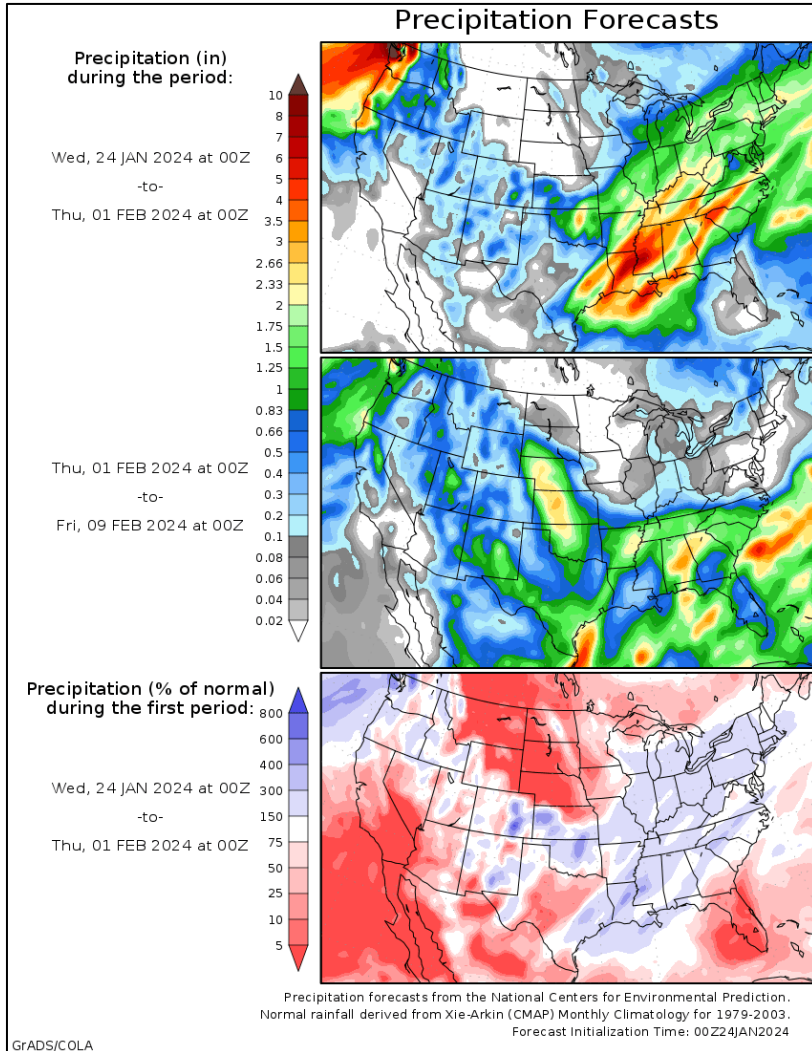 Precipitation Forecasts
Precipitation (in)
during the period:
Wed, 24 JAN 2024 at 00Z
-to-
Thu, 01 FEB 2024 at 00Z
10
8
7
6
5
4
3.5
3
2.66
2.33
2
1.75
1.5
1.25
1
0.83
0.66
0.5
0.4
0.3
0.2
0.1
0.08
0.06
0.04
0.02
Thu, 01 FEB 2024 at 00Z
-to-
Fri, 09 FEB 2024 at 00Z
Precipitation (% of normal)
during the first period:
Wed, 24 JAN 2024 at 00Z
-to-
Thu, 01 FEB 2024 at 00Z
800
600
400
300
150
75
50
25
10
5
Precipitation forecasts from the National Centers for Environmental Prediction.
Normal rainfall derived from Xie-Arkin (CMAP) Monthly Climatology for 1979-2003.
Forecast Initialization Time: 00Z24JAN2024
GrADS/COLA